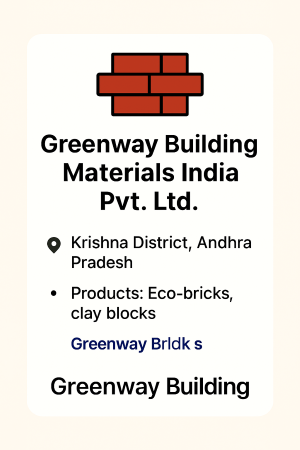 Greenway Building
Materials India
Pvt. Ltd.
Krishna District, Andhra
Pradesh
• Products: Eco-bricks,
clay blocks
Greenway Brldk s
Greenway Building